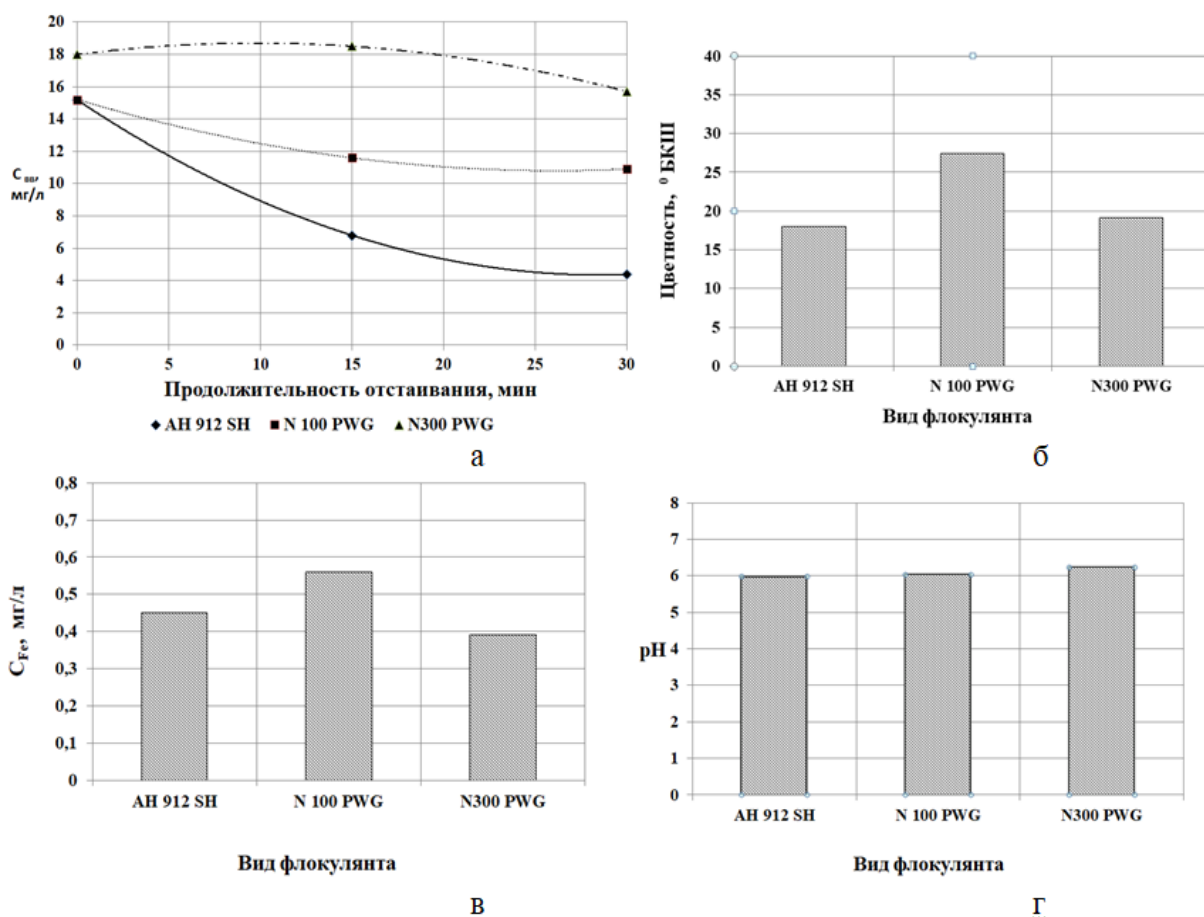 20
18
16
14
12
10
8
6
4
2
0
C вв, мг/л
0 5 10 15 20 25 30
Продолжительность отстаивания, мин
AH 912 SH N 100 PWG N300 PWG
а
40
35
30
25
20
15
10
5
0
Цветность, ⁰ БКШ
AH 912 SH N 100 PWG N300 PWG
Вид флокулянта
б
0,8
0,7
0,6
0,5
0,4
0,3
0,2
0,1
0
C Fe, мг/л
AH 912 SH N 100 PWG N300 PWG
Вид флокулянта
в
8
7
6
5
pH 4
3
2
1
0
AH 912 SH N 100 PWG N300 PWG
Вид флокулянта
г